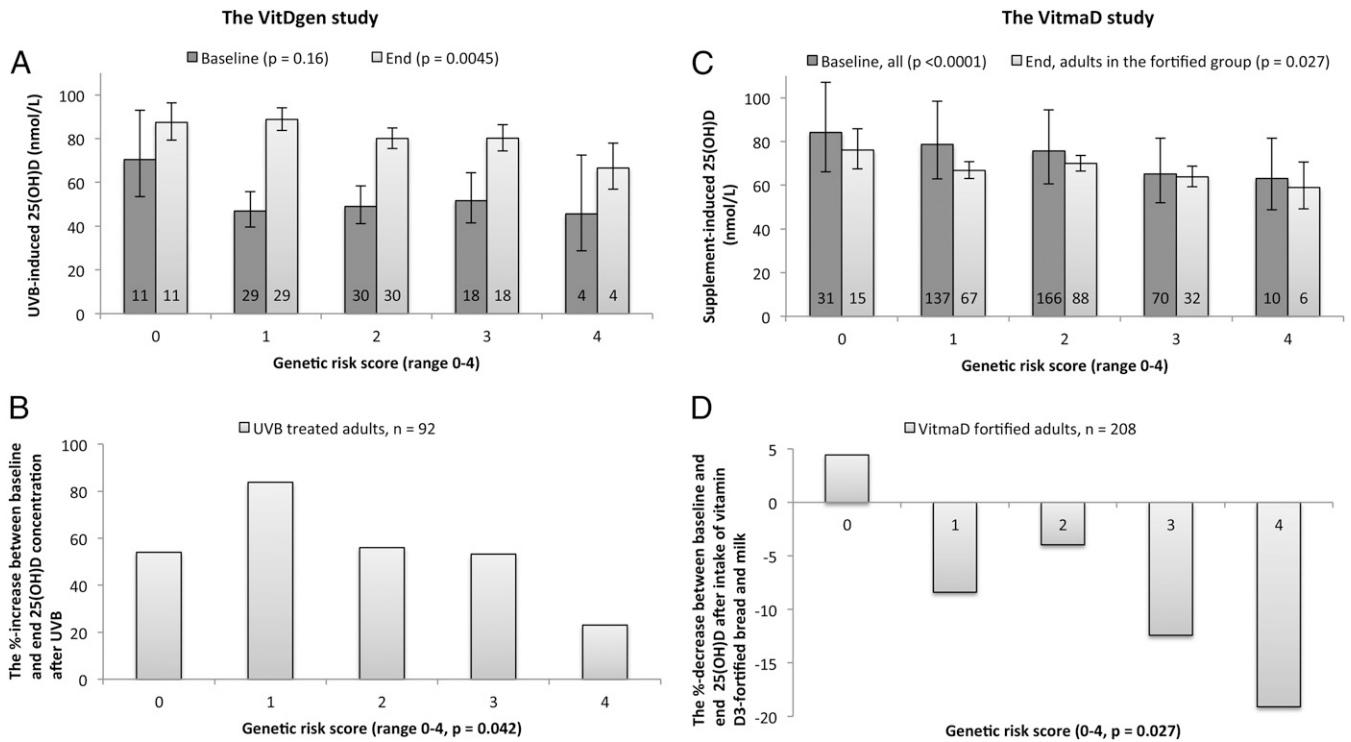 The VitDgen study
A
Baseline (p = 0.16) End (p = 0.0045)
UVB-induced 25(OH)D (nmol/L)
100
80
60
40
20
0
11 11 29 29 30 30 18 18 4 4
0 1 2 3 4
Genetic risk score (range 0-4)
B
UVB treated adults, n = 92
The %-increase between baseline
and end 25(OH)D concentration
after UVB
100
80
60
40
20
0
0 1 2 3 4
Genetic risk score (range 0-4, p = 0.042)
The VitmaD study
C
Baseline, all (p <0.0001) End, adults in the fortified group (p = 0.027)
Supplement-induced 25(OH)D
(nmol/L)
100
80
60
40
20
0
31 15 137 67 166 88 70 32 10 6
0 1 2 3 4
Genetic risk score (range 0-4)
D
VitmaD fortified adults, n = 208
The %-decrease between baseline and
end 25(OH)D after intake of vitamin
D3-fortified bread and milk
5
0
-5
-10
-15
-20
0 1 2 3 4
Genetic risk score (0-4, p = 0.027)